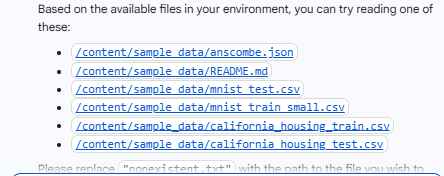 Based on the available files in your environment, you can try reading one of
these:
• /content/sample_data/anscombe.json
• /content/sample_data/README.md
• /content/sample_data/mnist_test.csv
• /content/sample_data/mnist_train_small.csv
• /content/sample_data/california_housing_train.csv
• /content/sample_data/california_housing_test.csv
Please replace "nonexistent.txt" with the path to the file you wish to